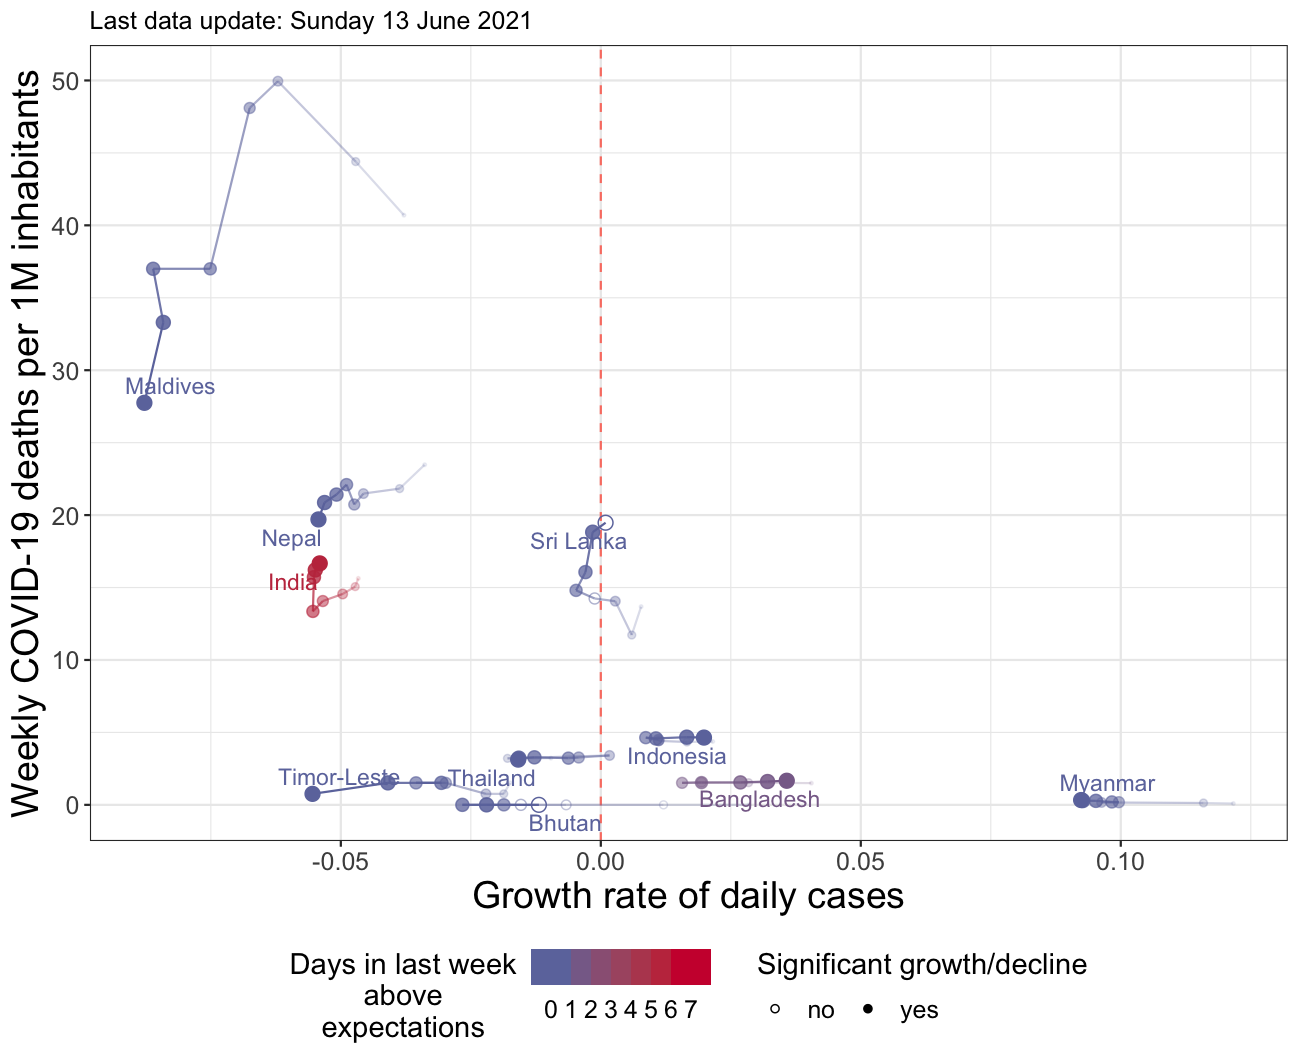 Last data update: Sunday 13 June 2021
Weekly COVID-19 deaths per 1M inhabitants
50
40
30
20
10
0
Maldives
Nepal
India
Sri Lanka
Indonesia
Timor-Leste
Thailand
Bangladesh
Myanmar
Bhutan
-0.05
0.00
0.05
0.10
Growth rate of daily cases
Days in last week
above
expectations
0 1 2 3 4 5 6 7
Significant growth/decline
no
yes